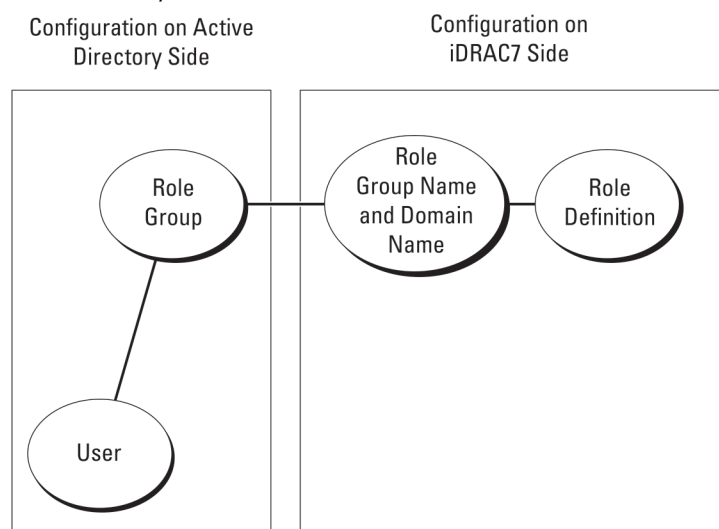 Configuration on Active
Directory Side
Configuration on
iDRAC7 Side
Role
Group
Role
Group Name
and Domain
Name
Role
Definition
User